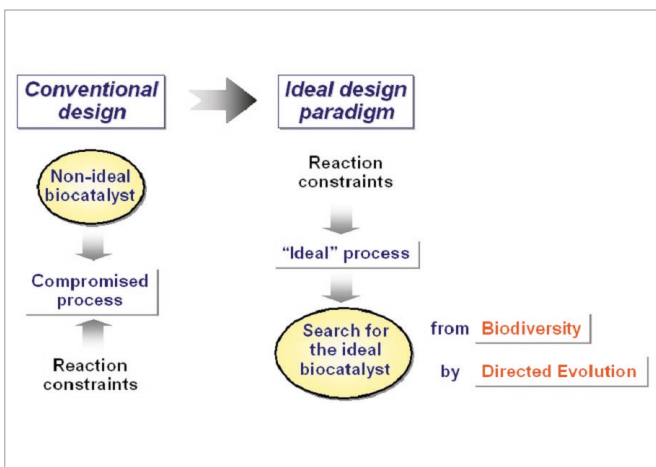 Conventional
design
Ideal design
paradigm
Non-ideal
biocatalyst
Compromised
process
Reaction
constraints
Reaction
constraints
“Ideal” process
Search for
the ideal
biocatalyst
from Biodiversity
by Directed Evolution